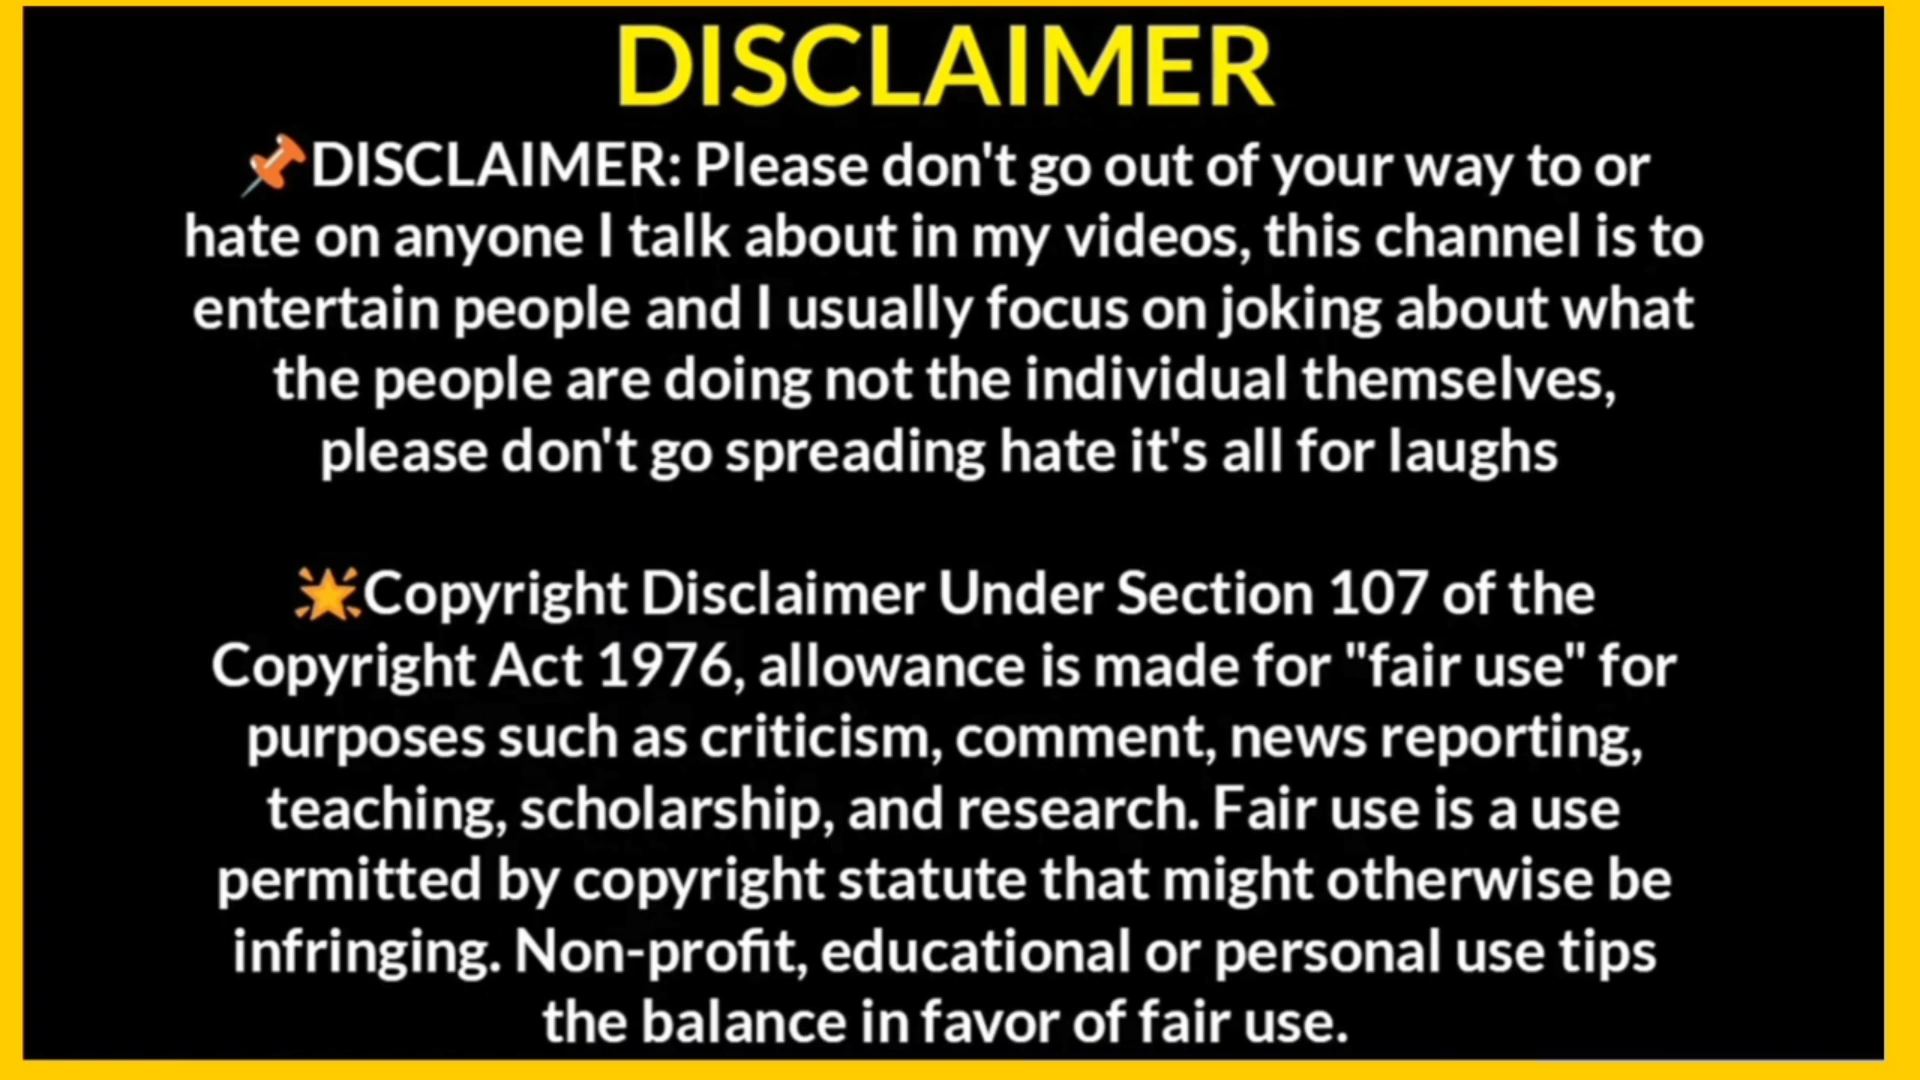 DISCLAIMER
📌DISCLAIMER: Please don't go out of your way to or
hate on anyone I talk about in my videos, this channel is to
entertain people and I usually focus on joking about what
the people are doing not the individual themselves,
please don't go spreading hate it's all for laughs
🌟Copyright Disclaimer Under Section 107 of the
Copyright Act 1976, allowance is made for "fair use" for
purposes such as criticism, comment, news reporting,
teaching, scholarship, and research. Fair use is a use
permitted by copyright statute that might otherwise be
infringing. Non-profit, educational or personal use tips
the balance in favor of fair use.